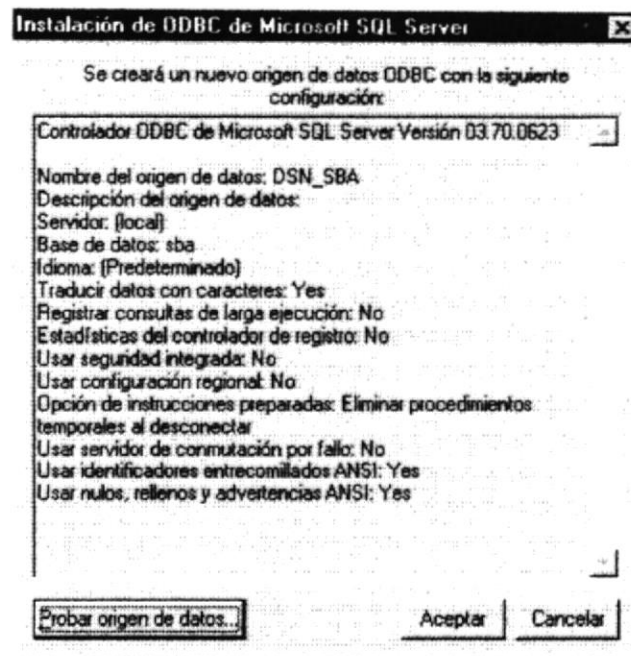 Instalación de ODBC de Microsoft SQL Server
Se creará un nuevo origen de datos ODBC con la siguiente
configuración:
Controlador ODBC de Microsoft SQL Server Versión 03.70.0623
Nombre del origen de datos: DSN_SBA
Descripción del origen de datos:
Servidor: (local)
Base de datos: sba
Idioma: (Predeterminado)
Traducir datos con caracteres: Yes
Registrar consultas de larga ejecución: No
Estadísticas del controlador de registro: No
Usar seguridad integrada: No
Usar configuración regional: No
Opción de instrucciones preparadas: Eliminar procedimientos
temporales al desconectar
Usar servidor de conmutación por fallo: No
Usar identificadores entrecomillados ANSI: Yes
Usar nulos, rellenos y advertencias ANSI: Yes
Probar origen de datos...
Aceptar
Cancelar